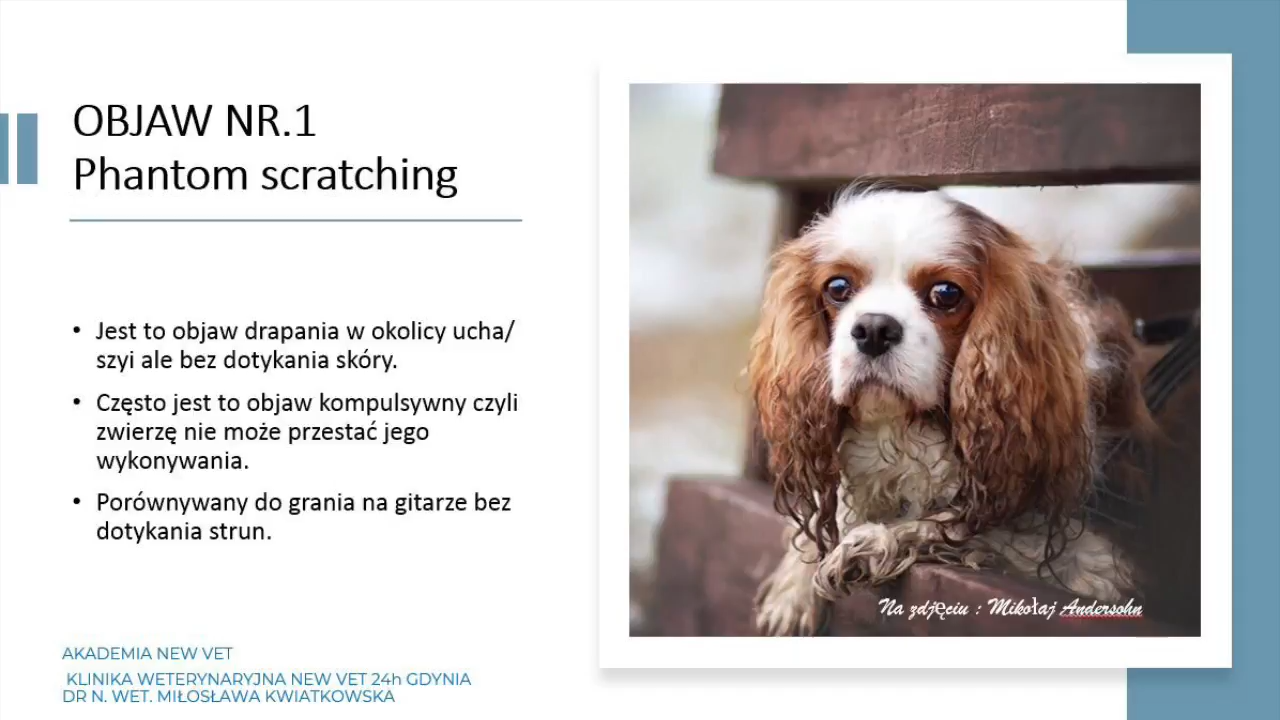 OBJAW NR.1
Phantom scratching
• Jest to objaw drapania w okolicy ucha/
szyi ale bez dotykania skóry.
• Często jest to objaw kompulsywny czyli
zwierzę nie może przestać jego
wykonywania.
• Porównywany do grania na gitarze bez
dotykania strun.
Na zdjęciu : Mikołaj Andersohn
AKADEMIA NEW VET
KLINIKA WETERYNARYJNA NEW VET 24h GDYNIA
DR N. WET. MIŁOSŁAWA KWIATKOWSKA